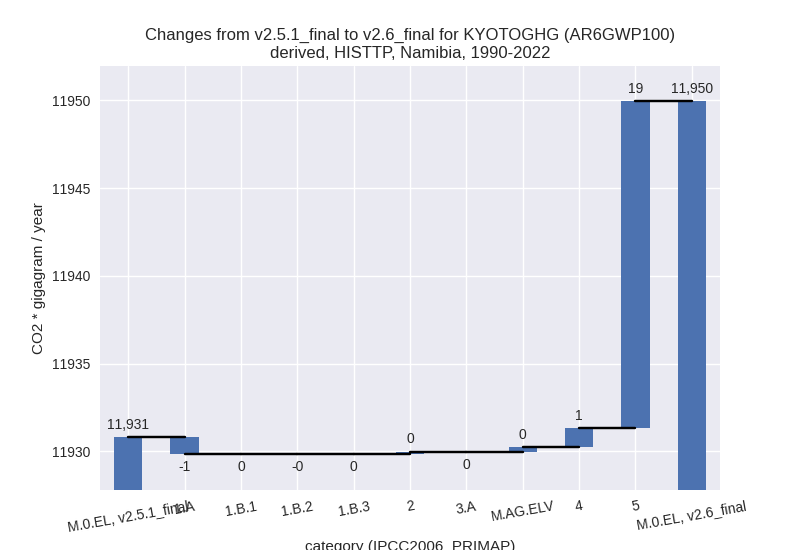 Changes from v2.5.1_final to v2.6_final for KYOTOGHG (AR6GWP100)
derived, HISTTP, Namibia, 1990-2022
CO2 * gigagram / year
11950
11945
11940
11935
11930
11,931
-1
0
-0
0
0
0
0
1
19
11,950
M.0.EL, v2.5.1_final
1.A
1.B.1
1.B.2
1.B.3
2
3.A
M.AG.ELV
4
5
M.0.EL, v2.6_final
category (IPCC2006_PRIMAP)